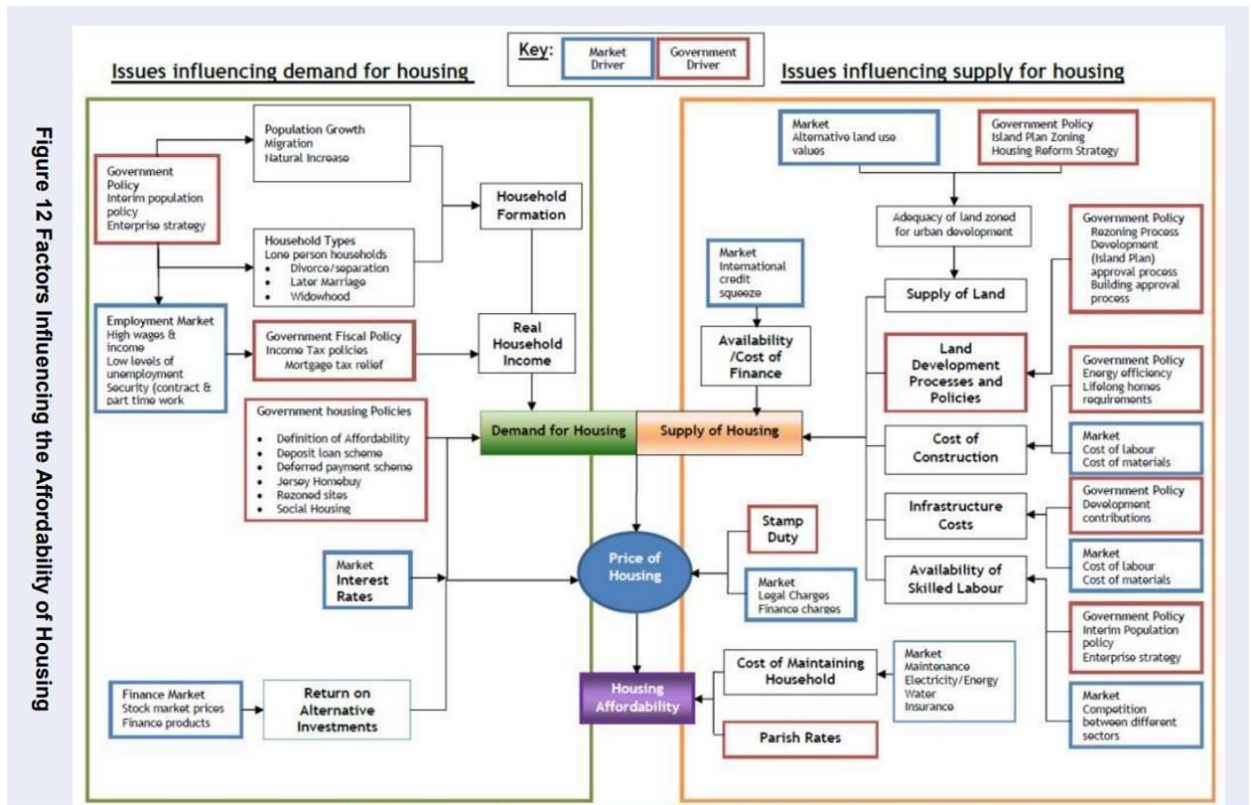 Figure 12 Factors Influencing the Affordability of Housing
Key:
Market
Driver
Government
Driver
Issues influencing demand for housing
Issues influencing supply for housing
Government
Policy
Interim population
policy
Enterprise strategy
Population Growth
Migration
Natural Increase
Household Types
Lone person households
• Divorce/separation
• Later Marriage
• Widowhood
Household
Formation
Employment Market
High wages &
income
Low levels of
unemployment
Security (contract &
part time work
Government Fiscal Policy
Income Tax policies
Mortgage tax relief
Real
Household
Income
Government housing Policies
• Definition of Affordability
• Deposit loan scheme
• Deferred payment scheme
• Jersey Homebuy
• Rezoned sites
• Social Housing
Demand for Housing
Supply of Housing
Market
Interest
Rates
Finance Market
Stock market prices
Finance products
Return on
Alternative
Investments
Price of
Housing
Housing
Affordability
Market
Alternative land use
values
Government Policy
Island Plan Zoning
Housing Reform Strategy
Adequacy of land zoned
for urban development
Market
International
credit
squeeze
Availability
/Cost of
Finance
Supply of Land
Government Policy
Rezoning Process
Development
(Island Plan)
approval process
Building approval
process
Land
Development
Processes and
Policies
Government Policy
Energy efficiency
Lifelong homes
requirements
Cost of
Construction
Market
Cost of labour
Cost of materials
Infrastructure
Costs
Government Policy
Development
contributions
Market
Cost of labour
Cost of materials
Availability of
Skilled Labour
Government Policy
Interim Population
policy
Enterprise strategy
Market
Competition
between different
sectors
Stamp
Duty
Market
Legal Charges
Finance charges
Cost of Maintaining
Household
Market
Maintenance
Electricity/Energy
Water
Insurance
Parish Rates